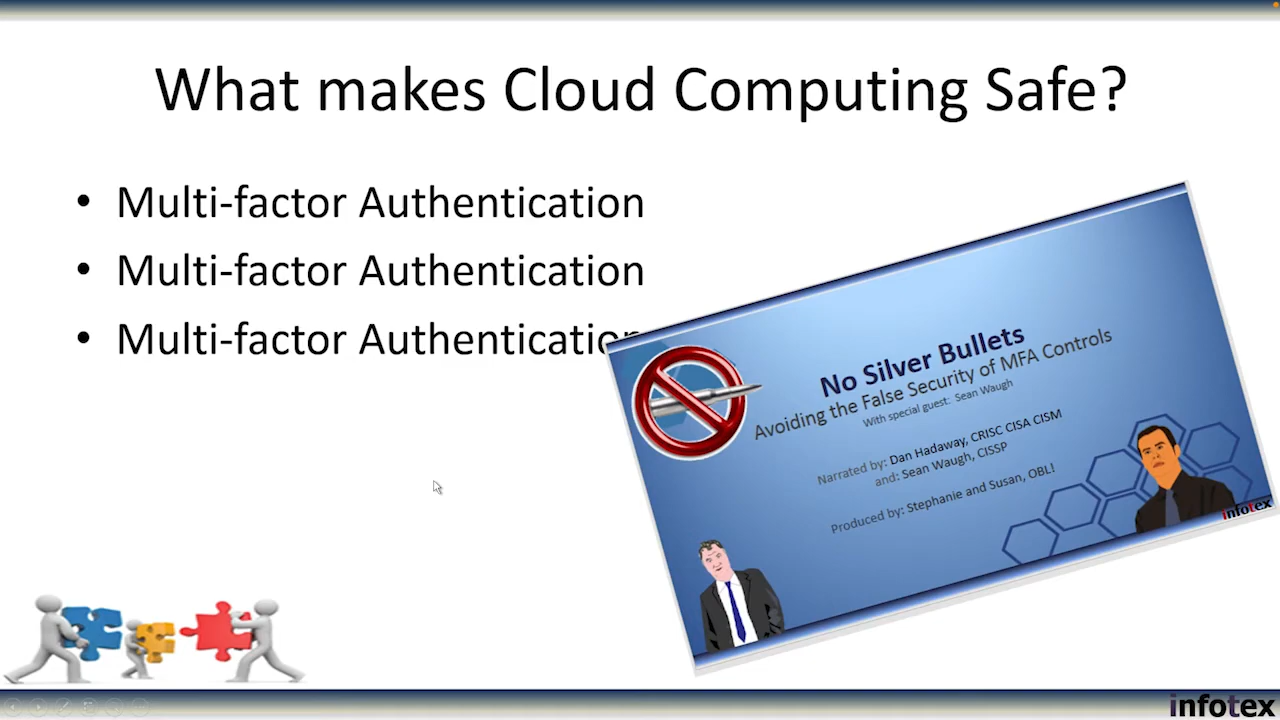 What makes Cloud Computing Safe?
• Multi-factor Authentication
• Multi-factor Authentication
• Multi-factor Authentication
No Silver Bullets
Avoiding the False Security of MFA Controls
With special guest: Sean Waugh
Narrated by: Dan Hadaway, CRISC CISA CISM
and: Sean Waugh, CISSP
Produced by: Stephanie and Susan, OBL!
infotex
infotex